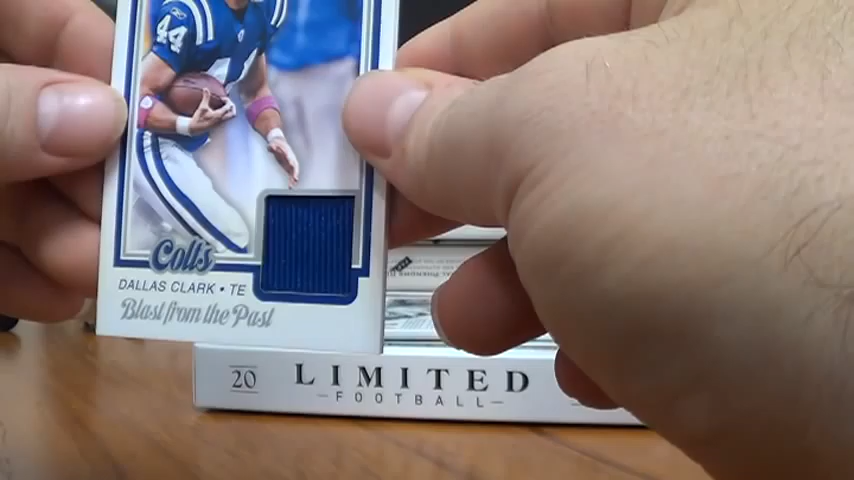 44
Colts
DALLAS CLARK • TE
Blast from the Past
20 LIMITED
—FOOTBALL—